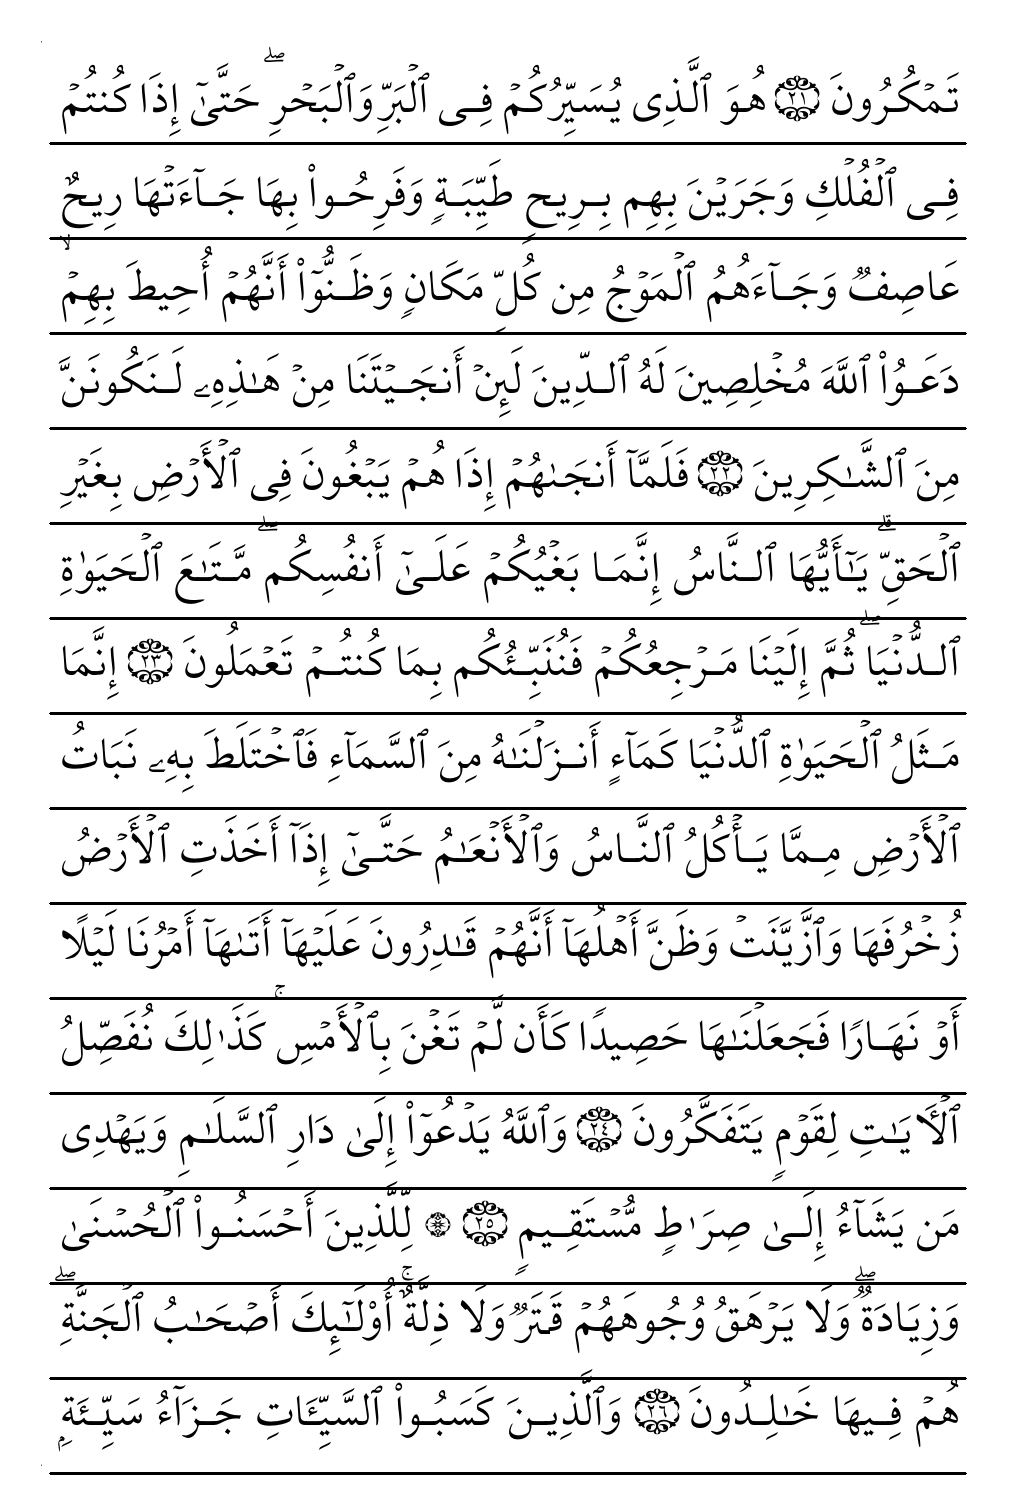 تَمۡكُرُونَ ٢١ هُوَ ٱلَّذِى يُسَيِّرُكُمۡ فِى ٱلۡبَرِّ وَٱلۡبَحۡرِۖ حَتَّىٰٓ إِذَا كُنتُمۡ
فِى ٱلۡفُلۡكِ وَجَرَيۡنَ بِهِم بِرِيحٍ طَيِّبَةٍ وَفَرِحُواْ بِهَا جَآءَتۡهَا رِيحٌ
عَاصِفٌ وَجَآءَهُمُ ٱلۡمَوۡجُ مِن كُلِّ مَكَانٍ وَظَنُّوٓاْ أَنَّهُمۡ أُحِيطَ بِهِمۡۙ
دَعَوُاْ ٱللَّهَ مُخۡلِصِينَ لَهُ ٱلدِّينَ لَئِنۡ أَنجَيۡتَنَا مِنۡ هَـٰذِهِۦ لَنَكُونَنَّ
مِنَ ٱلشَّـٰكِرِينَ ٢٢ فَلَمَّآ أَنجَىٰهُمۡ إِذَا هُمۡ يَبۡغُونَ فِى ٱلۡأَرۡضِ بِغَيۡرِ
ٱلۡحَقِّۗ يَـٰٓأَيُّهَا ٱلنَّاسُ إِنَّمَا بَغۡيُكُمۡ عَلَىٰٓ أَنفُسِكُمۖ مَّتَـٰعَ ٱلۡحَيَوٰةِ
ٱلدُّنۡيَاۖ ثُمَّ إِلَيۡنَا مَرۡجِعُكُمۡ فَنُنَبِّئُكُم بِمَا كُنتُمۡ تَعۡمَلُونَ ٢٣ إِنَّمَا
مَثَلُ ٱلۡحَيَوٰةِ ٱلدُّنۡيَا كَمَآءٍ أَنزَلۡنَـٰهُ مِنَ ٱلسَّمَآءِ فَٱخۡتَلَطَ بِهِۦ نَبَاتُ
ٱلۡأَرۡضِ مِمَّا يَأۡكُلُ ٱلنَّاسُ وَٱلۡأَنۡعَـٰمُ حَتَّىٰٓ إِذَآ أَخَذَتِ ٱلۡأَرۡضُ
زُخۡرُفَهَا وَٱزَّيَّنَتۡ وَظَنَّ أَهۡلُهَآ أَنَّهُمۡ قَـٰدِرُونَ عَلَيۡهَآ أَتَىٰهَآ أَمۡرُنَا لَيۡلًا
أَوۡ نَهَارًا فَجَعَلۡنَـٰهَا حَصِيدًا كَأَن لَّمۡ تَغۡنَ بِٱلۡأَمۡسِۚ كَذَٰلِكَ نُفَصِّلُ
ٱلۡـَٔايَـٰتِ لِقَوۡمٍ يَتَفَكَّرُونَ ٢٤ وَٱللَّهُ يَدۡعُوٓاْ إِلَىٰ دَارِ ٱلسَّلَـٰمِ وَيَهۡدِى
مَن يَشَآءُ إِلَىٰ صِرَٰطٍ مُّسۡتَقِيمٍ ٢٥ ۞ لِّلَّذِينَ أَحۡسَنُواْ ٱلۡحُسۡنَىٰ
وَزِيَادَةٌۖ وَلَا يَرۡهَقُ وُجُوهَهُمۡ قَتَرٌ وَلَا ذِلَّةٌۚ أُوْلَـٰٓئِكَ أَصۡحَـٰبُ ٱلۡجَنَّةِۖ
هُمۡ فِيهَا خَـٰلِدُونَ ٢٦ وَٱلَّذِينَ كَسَبُواْ ٱلسَّيِّـَٔاتِ جَزَآءُ سَيِّئَةِۭ